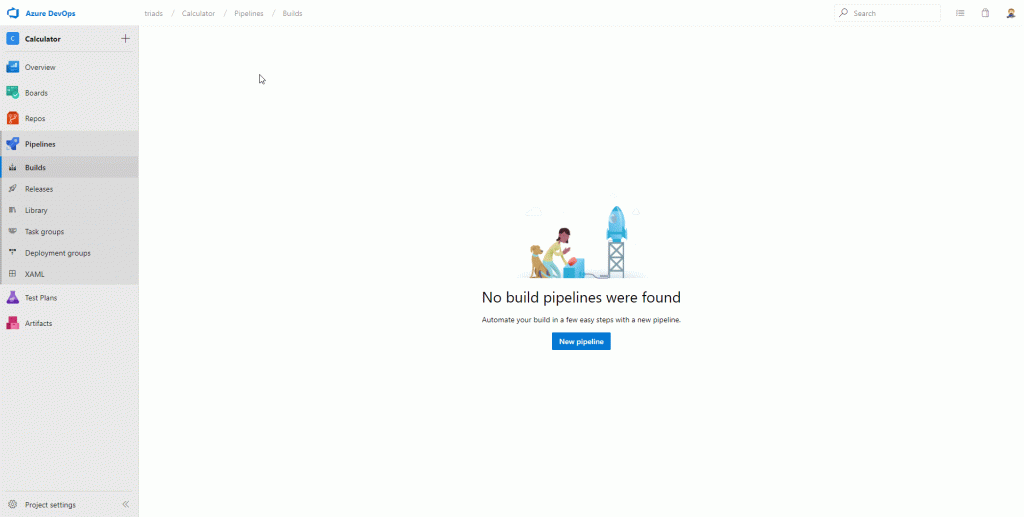 Azure DevOps
triads / Calculator / Pipelines / Builds
Search
C Calculator
Overview
Boards
Repos
Pipelines
Builds
Releases
Library
Task groups
Deployment groups
XAML
Test Plans
Artifacts
No build pipelines were found
Automate your build in a few easy steps with a new pipeline.
New pipeline
Project settings